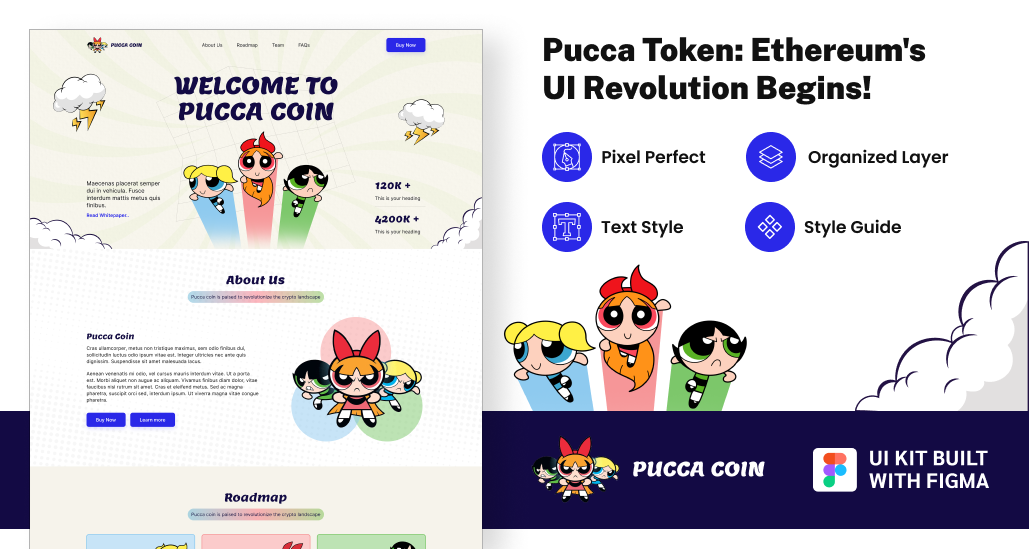 PUCCA COIN
About Us
Roadmap
Team
FAQs
Buy Now
WELCOME TO
PUCCA COIN
Maecenas placerat semper
dui in vehicula. Fusce
interdum mattis metus quis
finibus.
Read Whitepaper..
120K +
This is your heading
4200K +
This is your heading
About Us
Pucca coin is paised to revolutionize the crypto landscape
Pucca Coin
Cras ullamcorper, metus non tristique maximus, sem odio finibus dui,
sollicitudin luctus odio ipsum vitae est. Integer ultricies nec ante quis
dignissim. Suspendisse sit amet malesuada lacus.
Aenean venenatis mi odio, vel cursus mauris interdum vitae. Ut a porta
est. Morbi aliquet non augue ac aliquam. Vivamus finibus diam dolor, vitae
faucibus nisl rutrum sit amet. Cras et eleifend metus. Sed ac magna
pharetra, suscipit orci sed, interdum ipsum. Ut viverra magna vitae congue
pharetra.
Buy Now
Learn more
Roadmap
Pucca coin is paised to revolutionize the crypto landscape
Pucca Token: Ethereum's
UI Revolution Begins!
Pixel Perfect
Organized Layer
Text Style
Style Guide
PUCCA COIN
UI KIT BUILT
WITH FIGMA